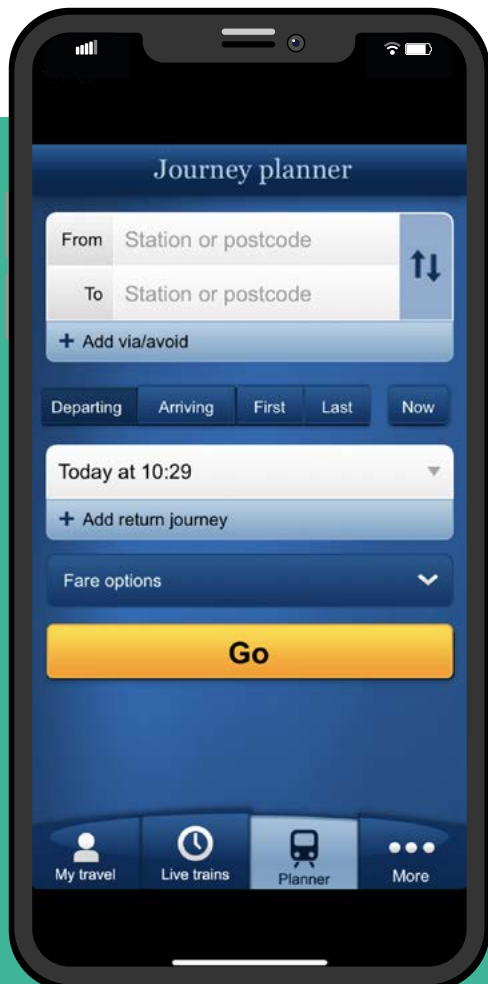 Journey planner
From Station or postcode
To Station or postcode
+ Add via/avoid
Departing Arriving First Last Now
Today at 10:29
+ Add return journey
Fare options
Go
My travel Live trains Planner More